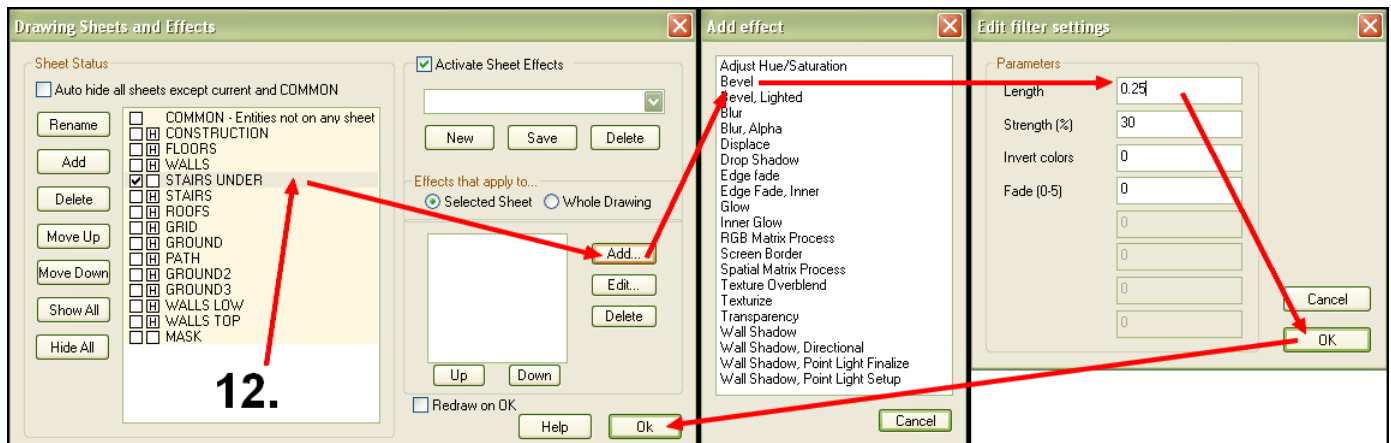 Drawing Sheets and Effects
Sheet Status
Auto hide all sheets except current and COMMON
Rename
Add
Delete
Move Up
Move Down
Show All
Hide All
COMMON - Entities not on any sheet
H CONSTRUCTION
H FLOORS
H WALLS
STAIRS UNDER
H STAIRS
H ROOFS
H GRID
H GROUND
H PATH
H GROUND2
H GROUND3
H WALLS LOW
H WALLS TOP
MASK
12.
Activate Sheet Effects
New Save Delete
Effects that apply to...
Selected Sheet Whole Drawing
Add...
Edit...
Delete
Up Down
Redraw on OK
Help Ok
Add effect
Adjust Hue/Saturation
Bevel
Bevel, Lighted
Blur
Blur, Alpha
Displace
Drop Shadow
Edge fade
Edge Fade, Inner
Glow
Inner Glow
RGB Matrix Process
Screen Border
Spatial Matrix Process
Texture Overblend
Texturize
Transparency
Wall Shadow
Wall Shadow, Directional
Wall Shadow, Point Light Finalize
Wall Shadow, Point Light Setup
Cancel
Edit filter settings
Parameters
Length 0.25
Strength (%) 30
Invert colors 0
Fade (0-5) 0
0
0
0
0
Cancel
OK